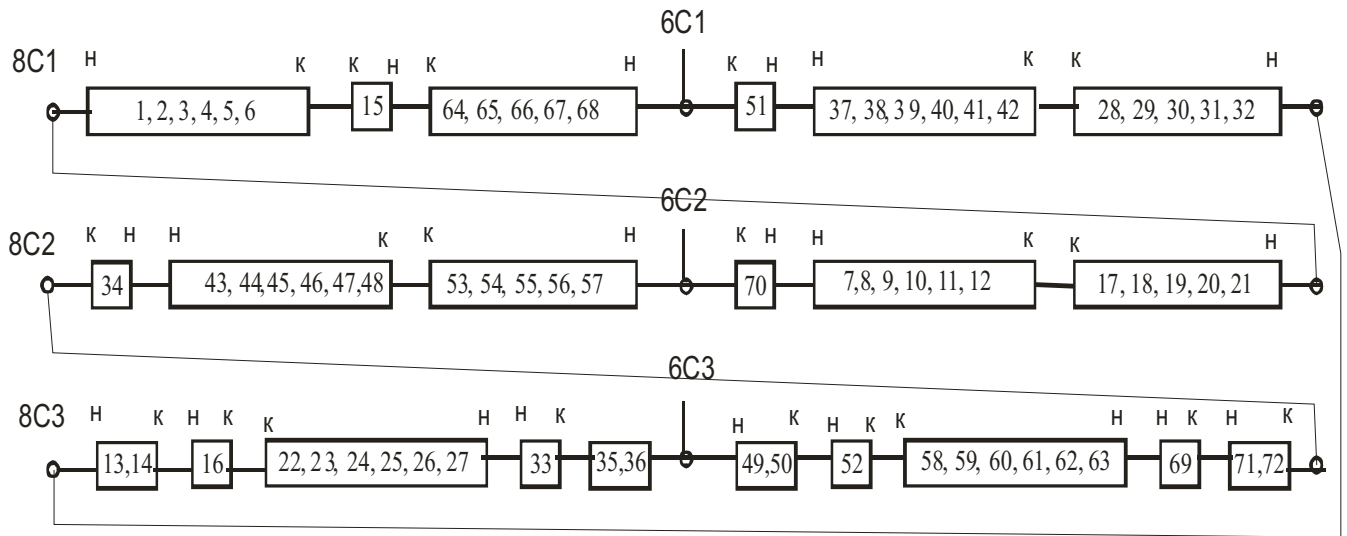 6C1
8C1 Н К К Н К Н К Н Н К К Н
1, 2, 3, 4, 5, 6 15 64, 65, 66, 67, 68 51 37, 38, 3 9, 40, 41, 42 28, 29, 30, 31, 32
6C2
8C2 К Н Н К К Н К Н Н К К Н
34 43, 44,45, 46, 47,48 53, 54, 55, 56, 57 70 7,8, 9, 10, 11, 12 17, 18, 19, 20, 21
6C3
8C3 Н К Н К К Н Н К Н К Н К К Н Н К Н К
13,14 16 22, 23, 24, 25, 26, 27 33 35,36 49,50 52 58, 59, 60, 61, 62, 63 69 71,72